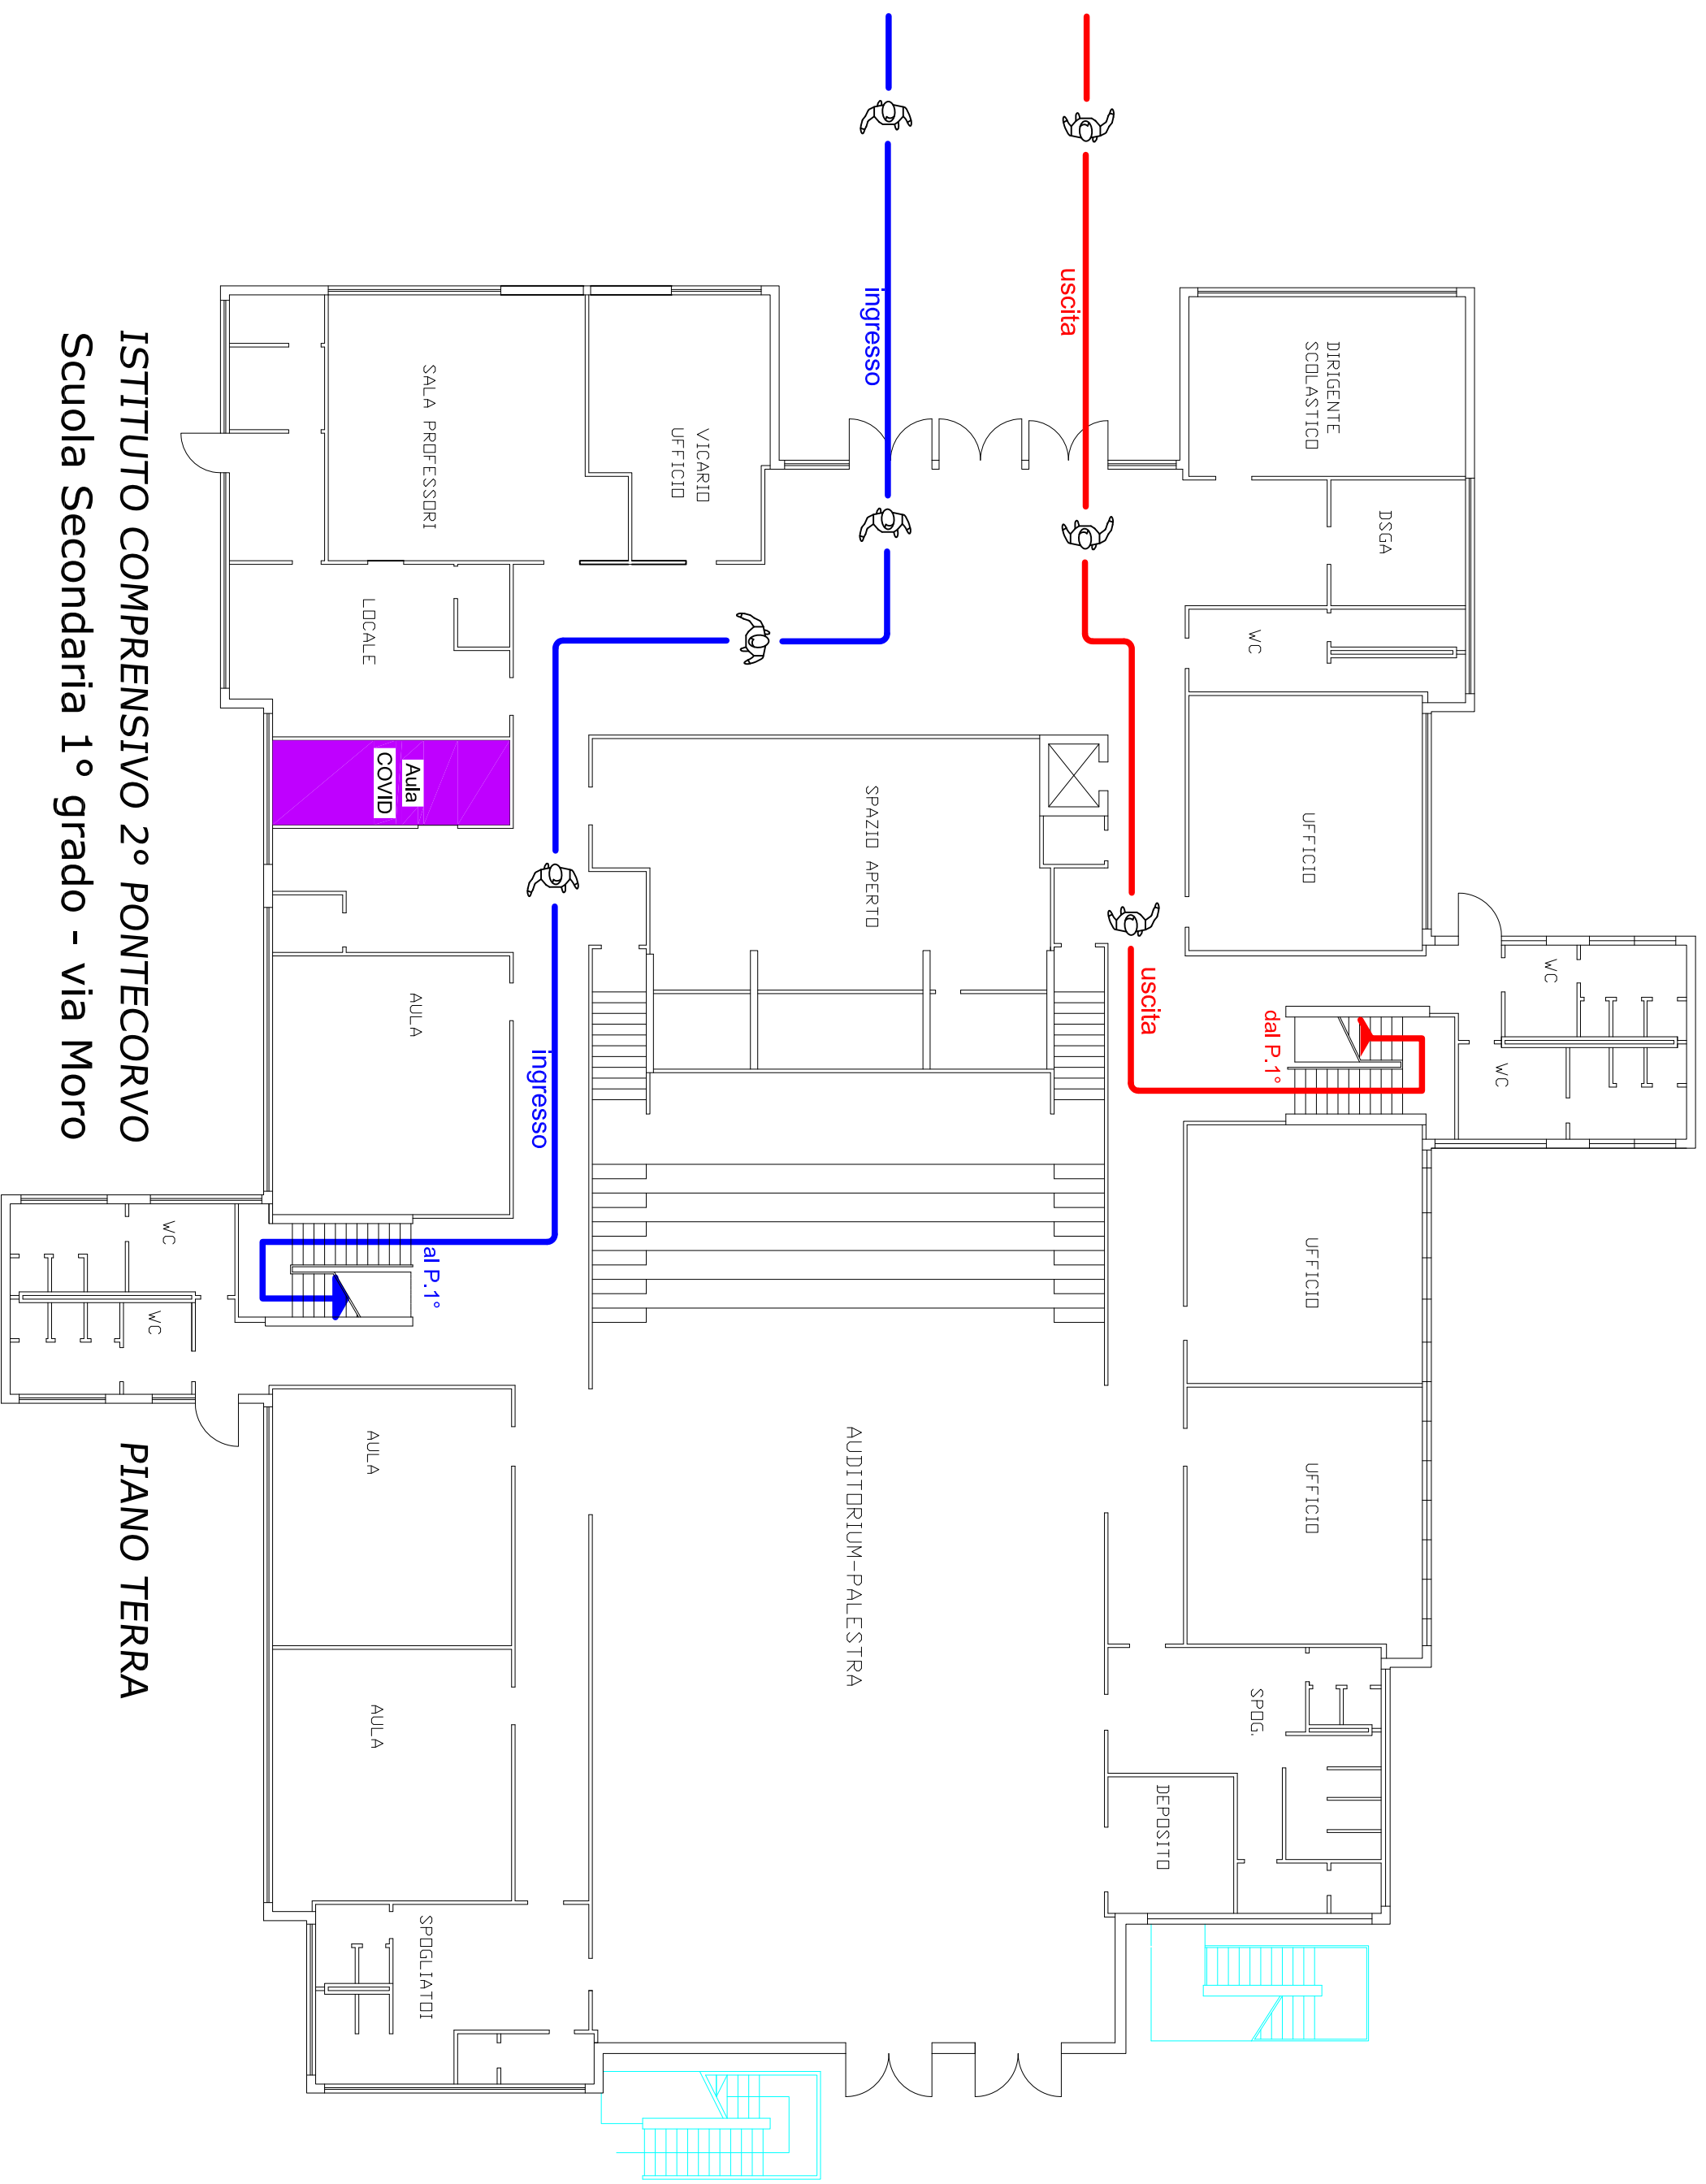 ISTITUTO COMPRENSIVO 2° PONTECORVO
PIANO TERRA
Scuola Secondaria 1° grado - via Moro
uscita
ingresso
DIRIGENTE
SCOLASTICO
DSGA
WC
UFFICIO
WC
WC
uscita
dal P.1°
UFFICIO
UFFICIO
SPOG.
DEPOSITO
VICARIO
UFFICIO
SALA PROFESSORI
LOCALE
Aula
COVID
SPAZIO APERTO
AULA
ingresso
al P.1°
WC
WC
AUDITORIUM-PALESTRA
AULA
AULA
SPOGLIATOI